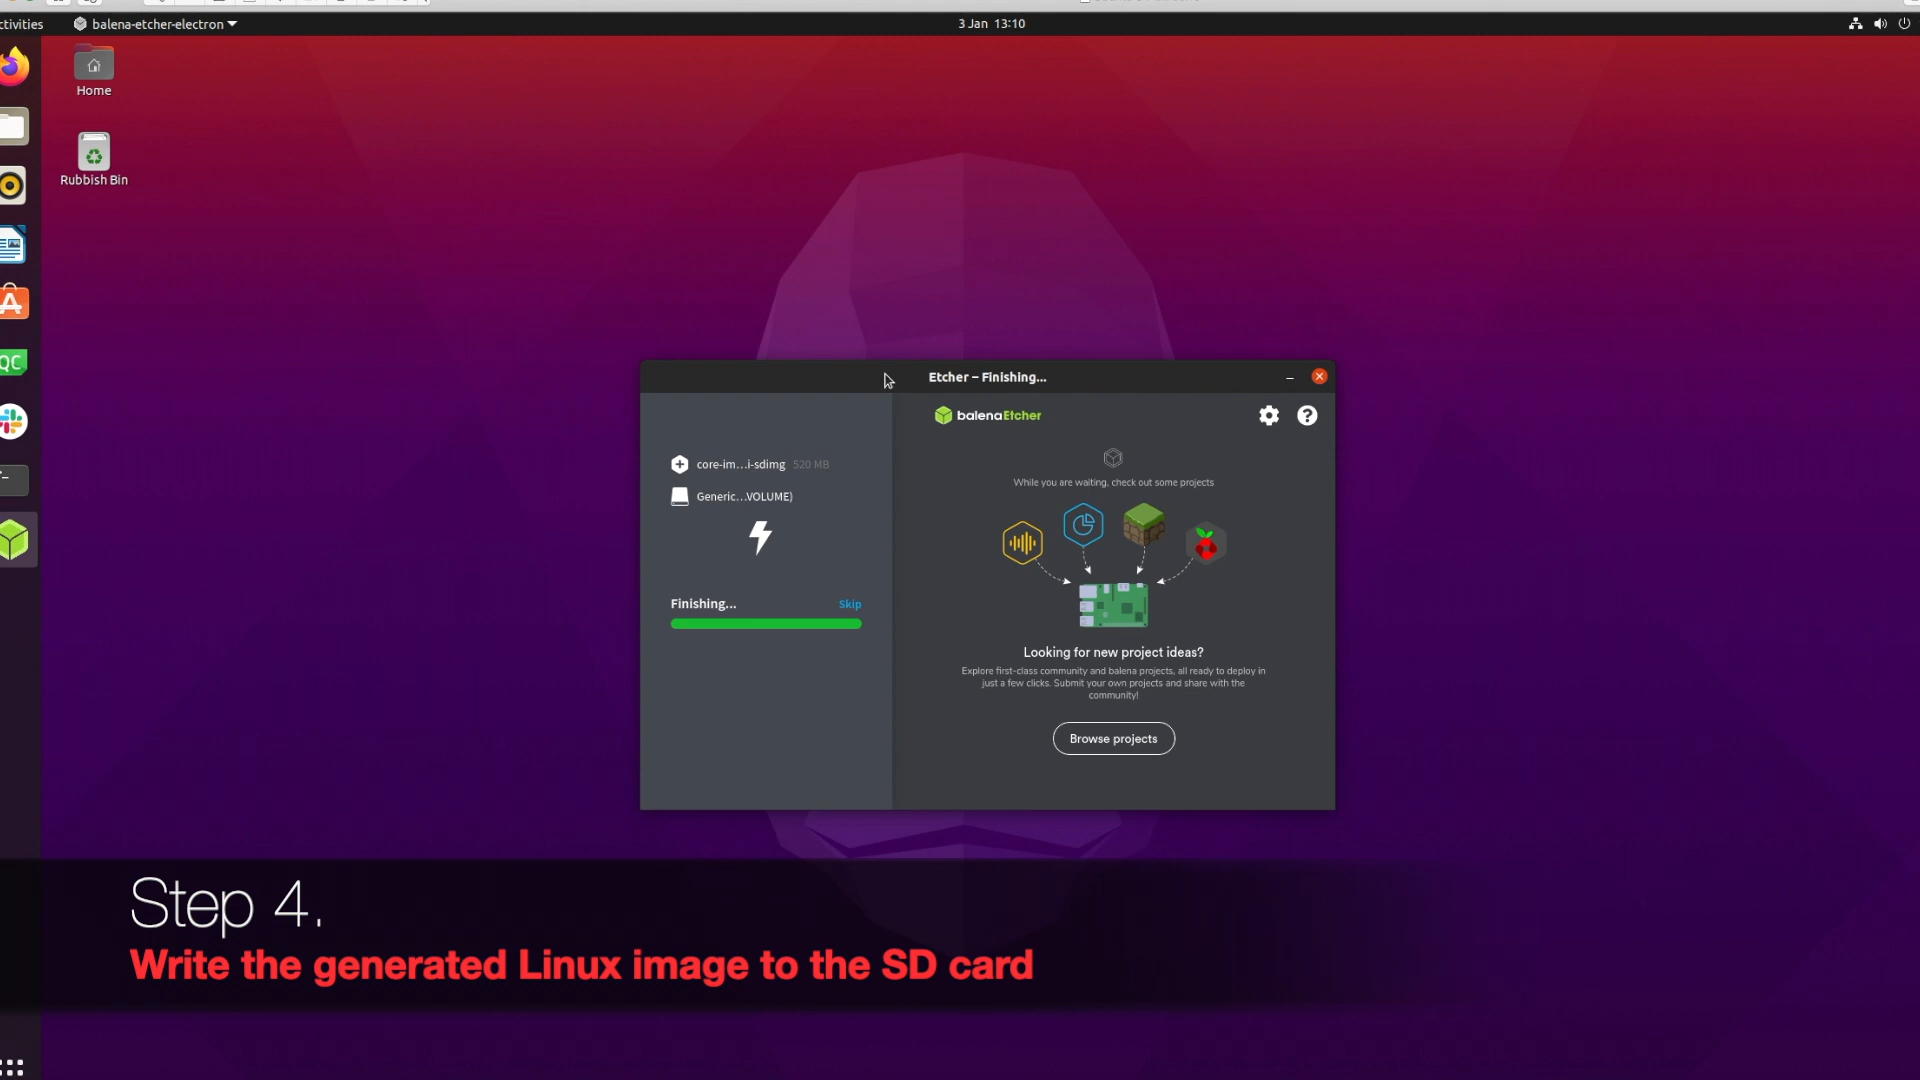 ctivities
balena-etcher-electron
3 Jan 13:10
Home
Rubbish Bin
QC
Etcher – Finishing...
balenaEtcher
core-im...i-sdimg 520 MB
Generic...VOLUME)
While you are waiting, check out some projects
Finishing...
Skip
Looking for new project ideas?
Explore first-class community and balena projects, all ready to deploy in
just a few clicks. Submit your own projects and share with the
community!
Browse projects
Step 4.
Write the generated Linux image to the SD card